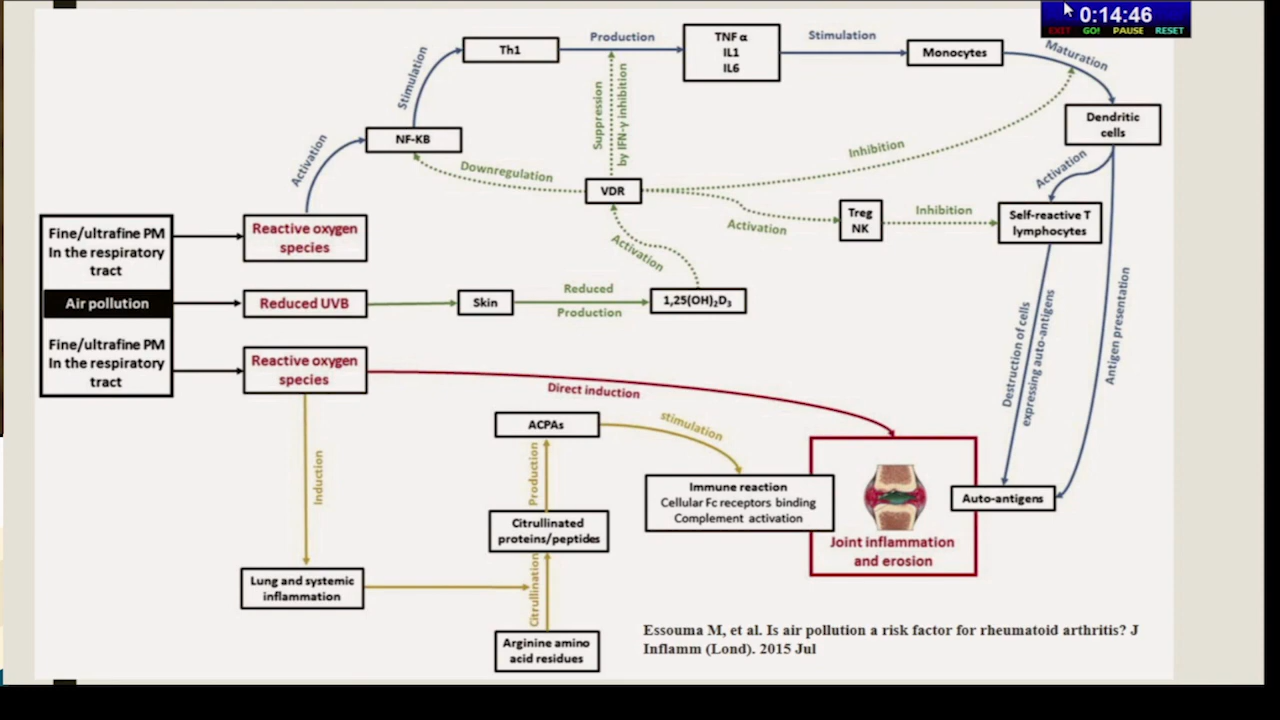 0:14:46
EXIT GO! PAUSE RESET
Th1
Production
TNF α
IL1
IL6
Stimulation
Monocytes
Maturation
Stimulation
Dendritic
cells
NF-KB
Suppression
by IFN-γ inhibition
Activation
Downregulation
Inhibition
Activation
VDR
Activation
Treg
NK
Inhibition
Self-reactive T
lymphocytes
Fine/ultrafine PM
In the respiratory
tract
Reactive oxygen
species
Activation
Air pollution
Reduced UVB
Skin
Reduced
Production
1,25(OH)₂D₃
Destruction of cells
expressing auto-antigens
Antigen presentation
Fine/ultrafine PM
In the respiratory
tract
Reactive oxygen
species
Direct induction
ACPAs
stimulation
Induction
Production
Immune reaction
Cellular Fc receptors binding
Complement activation
Auto-antigens
Citrullinated
proteins/peptides
Joint inflammation
and erosion
Lung and systemic
inflammation
Citrullination
Arginine amino
acid residues
Essouma M, et al. Is air pollution a risk factor for rheumatoid arthritis? J
Inflamm (Lond). 2015 Jul